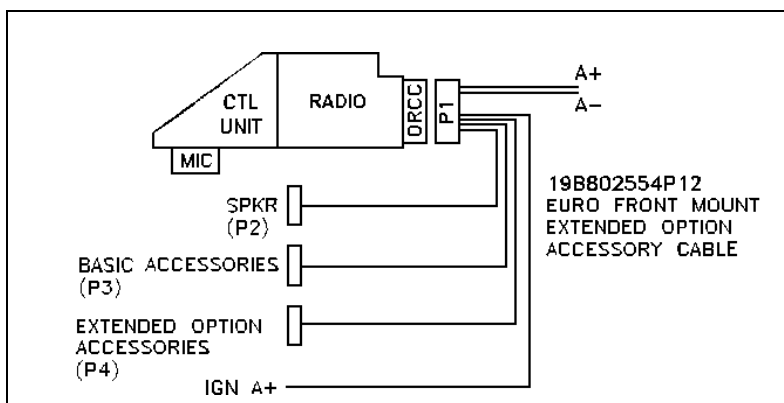 CTL
UNIT
RADIO
ORCC
P1
A+
A-
MIC
19B802554P12
EURO FRONT MOUNT
EXTENDED OPTION
ACCESSORY CABLE
SPKR
(P2)
BASIC ACCESSORIES
(P3)
EXTENDED OPTION
ACCESSORIES
(P4)
IGN A+